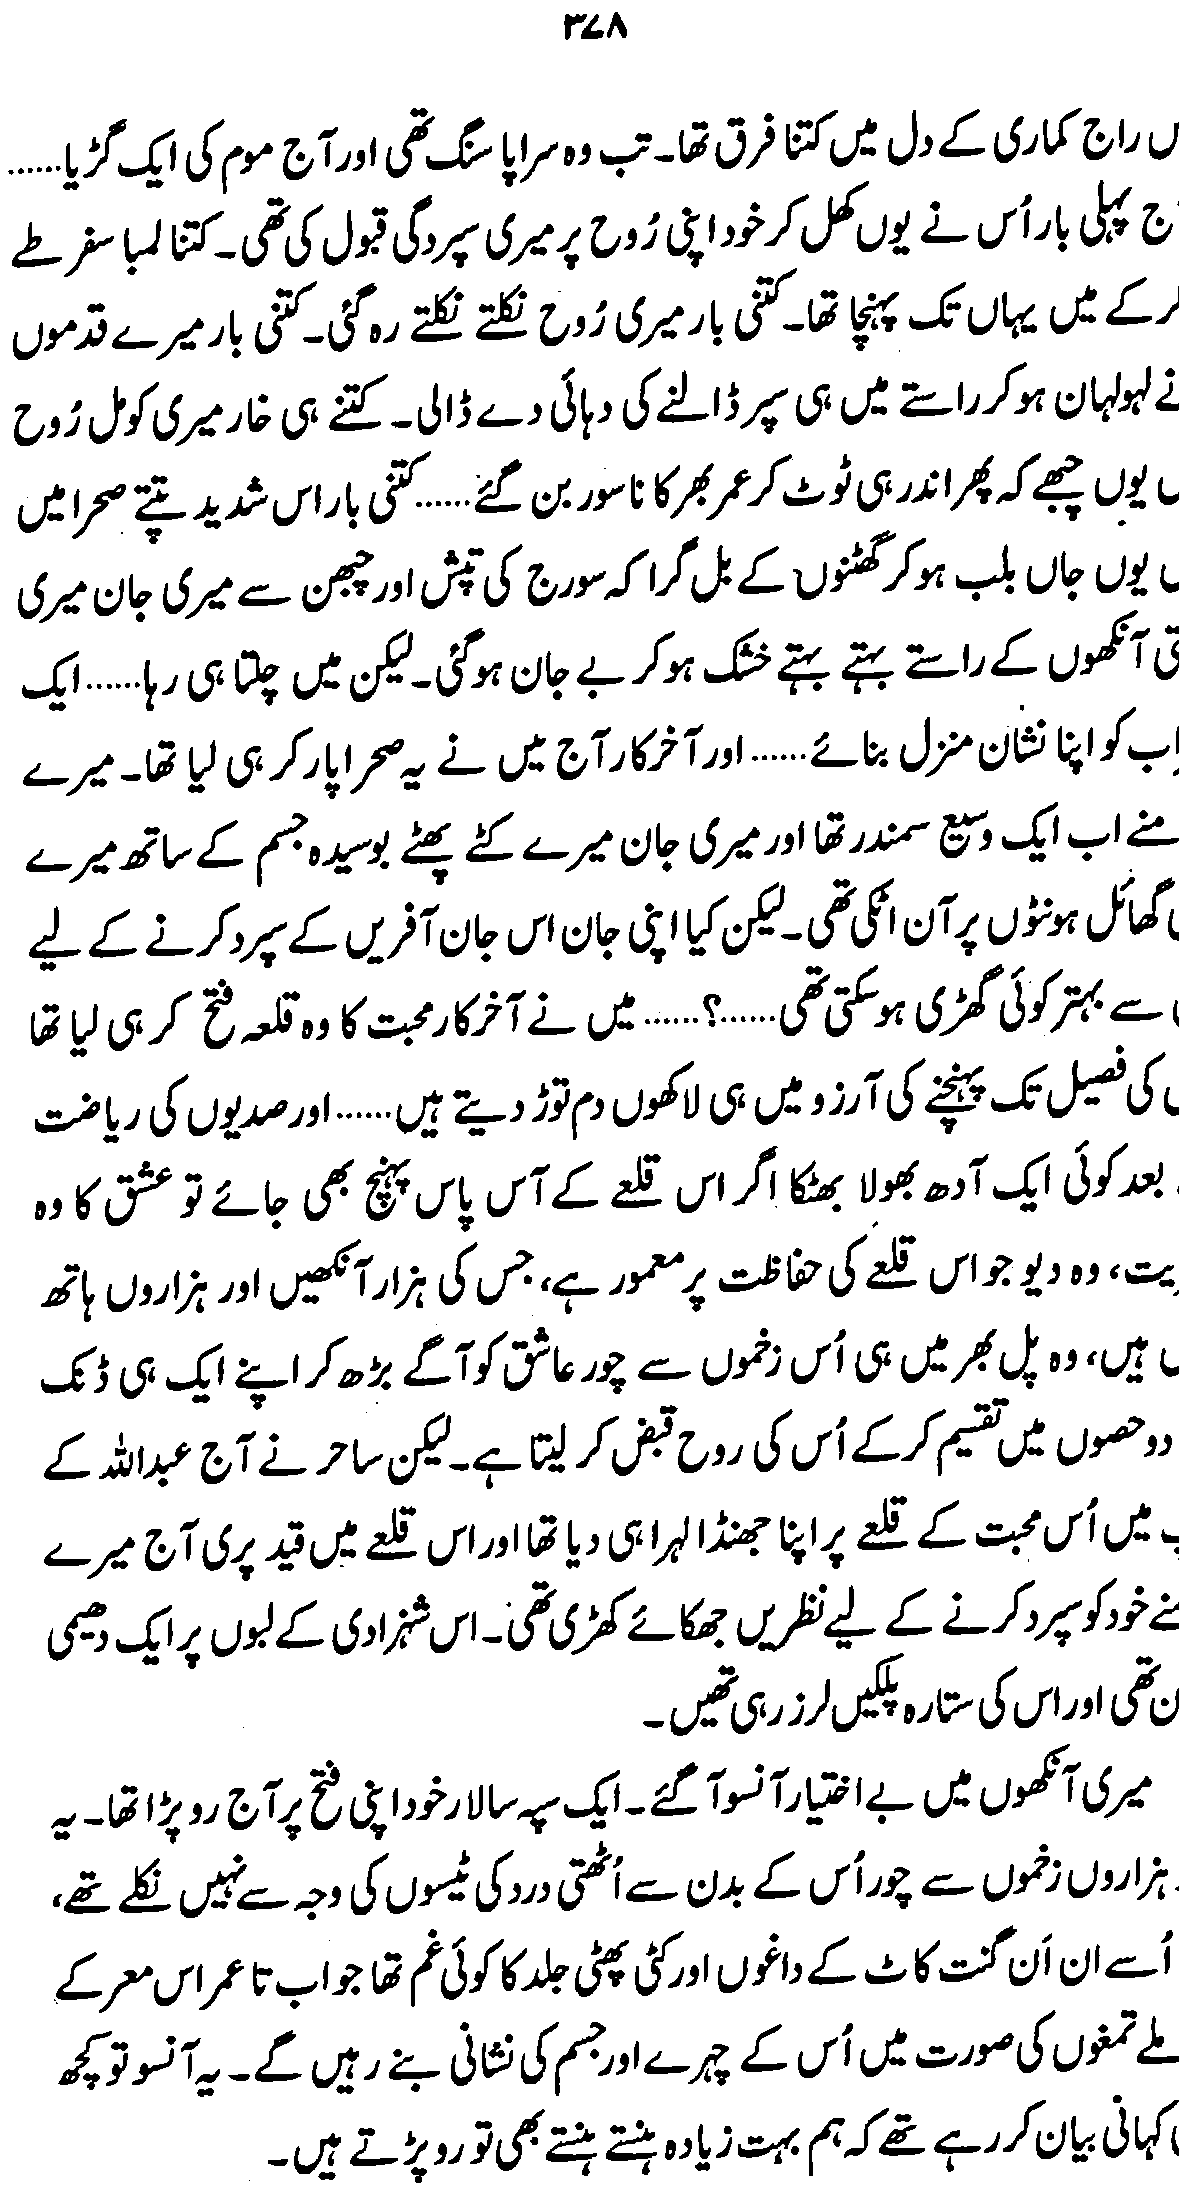 ۳۷۸
راج کماری کے دل میں کتنا فرق تھا۔ تب وہ سراپا سنگ تھی اور آج موم کی ایک گڑیا......
پہلی بار اُس نے یوں کھل کر خود اپنی رُوح پر میری سپردگی قبول کی تھی۔ کتنا لمبا سفر طے
کے میں یہاں تک پہنچا تھا۔ کتنی بار میری رُوح نکلتے نکلتے رہ گئی۔ کتنی بار میرے قدموں
نے لہولہان ہو کر راستے میں ہی سپر ڈالنے کی دہائی دے ڈالی۔ کتنے ہی خار میری کومل رُوح
یوں چبھے کہ پھر اندر ہی ٹوٹ کر عمر بھر کا ناسور بن گئے...... کتنی بار اس شدید تپتے صحرا میں
یوں جاں بلب ہو کر گھٹنوں کے بل گرا کہ سورج کی تپش اور چبھن سے میری جان میری
آنکھوں کے راستے بہتے بہتے خشک ہو کر بے جان ہو گئی۔ لیکن میں چلتا ہی رہا...... ایک
کو اپنا نشان منزل بنائے...... اور آخر کار آج میں نے یہ صحرا پار کر ہی لیا تھا۔ میرے
اب ایک وسیع سمندر تھا اور میری جان میرے کٹے پھٹے بوسیدہ جسم کے ساتھ میرے
گھائل ہونٹوں پر آن اٹکی تھی۔ لیکن کیا اپنی جان اس جان آفریں کے سپرد کرنے کے لیے
سے بہتر کوئی گھڑی ہو سکتی تھی......؟...... میں نے آخر کار محبت کا وہ قلعہ فتح کر ہی لیا تھا
کی فصیل تک پہنچنے کی آرزو میں ہی لاکھوں دم توڑ دیتے ہیں...... اور صدیوں کی ریاضت
بعد کوئی ایک آدھ بھولا بھٹکا اگر اس قلعے کے آس پاس پہنچ بھی جائے تو عشق کا وہ
وہ دیو جو اس قلعے کی حفاظت پر معمور ہے، جس کی ہزار آنکھیں اور ہزاروں ہاتھ
ہیں، وہ پل بھر میں ہی اُس زخموں سے چور عاشق کو آگے بڑھ کر اپنے ایک ہی ڈنک
دو حصوں میں تقسیم کر کے اُس کی روح قبض کر لیتا ہے۔ لیکن ساحر نے آج عبداللہ کے
میں اُس محبت کے قلعے پر اپنا جھنڈا لہرا ہی دیا تھا اور اس قلعے میں قید پری آج میرے
خود کو سپرد کرنے کے لیے نظریں جھکائے کھڑی تھی۔ اس شہزادی کے لبوں پر ایک دھیمی
تھی اور اس کی ستارہ پلکیں لرز رہی تھیں۔
میری آنکھوں میں بے اختیار آنسو آ گئے۔ ایک سپہ سالار خود اپنی فتح پر آج رو پڑا تھا۔ یہ
ہزاروں زخموں سے چور اُس کے بدن سے اُٹھتی درد کی ٹیسوں کی وجہ سے نہیں نکلے تھے،
اُسے ان اَن گنت کاٹ کے داغوں اور کٹی پھٹی جلد کا کوئی غم تھا جو اب تا عمر اس معرکے
ملے تمغوں کی صورت میں اُس کے چہرے اور جسم کی نشانی بنے رہیں گے۔ یہ آنسو تو کچھ
کہانی بیان کر رہے تھے کہ ہم بہت زیادہ ہنستے ہنستے بھی تو رو پڑتے ہیں۔